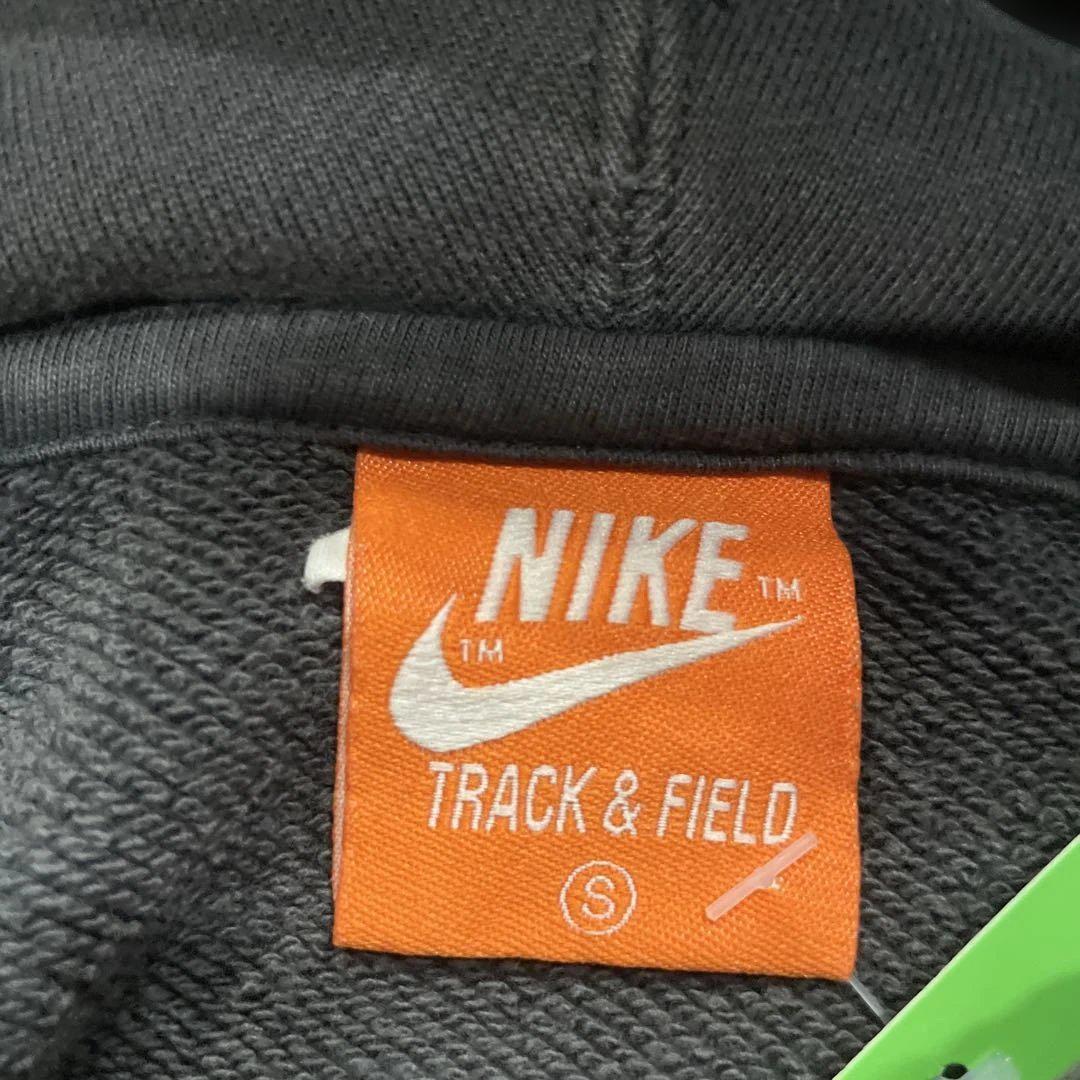 NIKE™
™
TRACK & FIELD
S